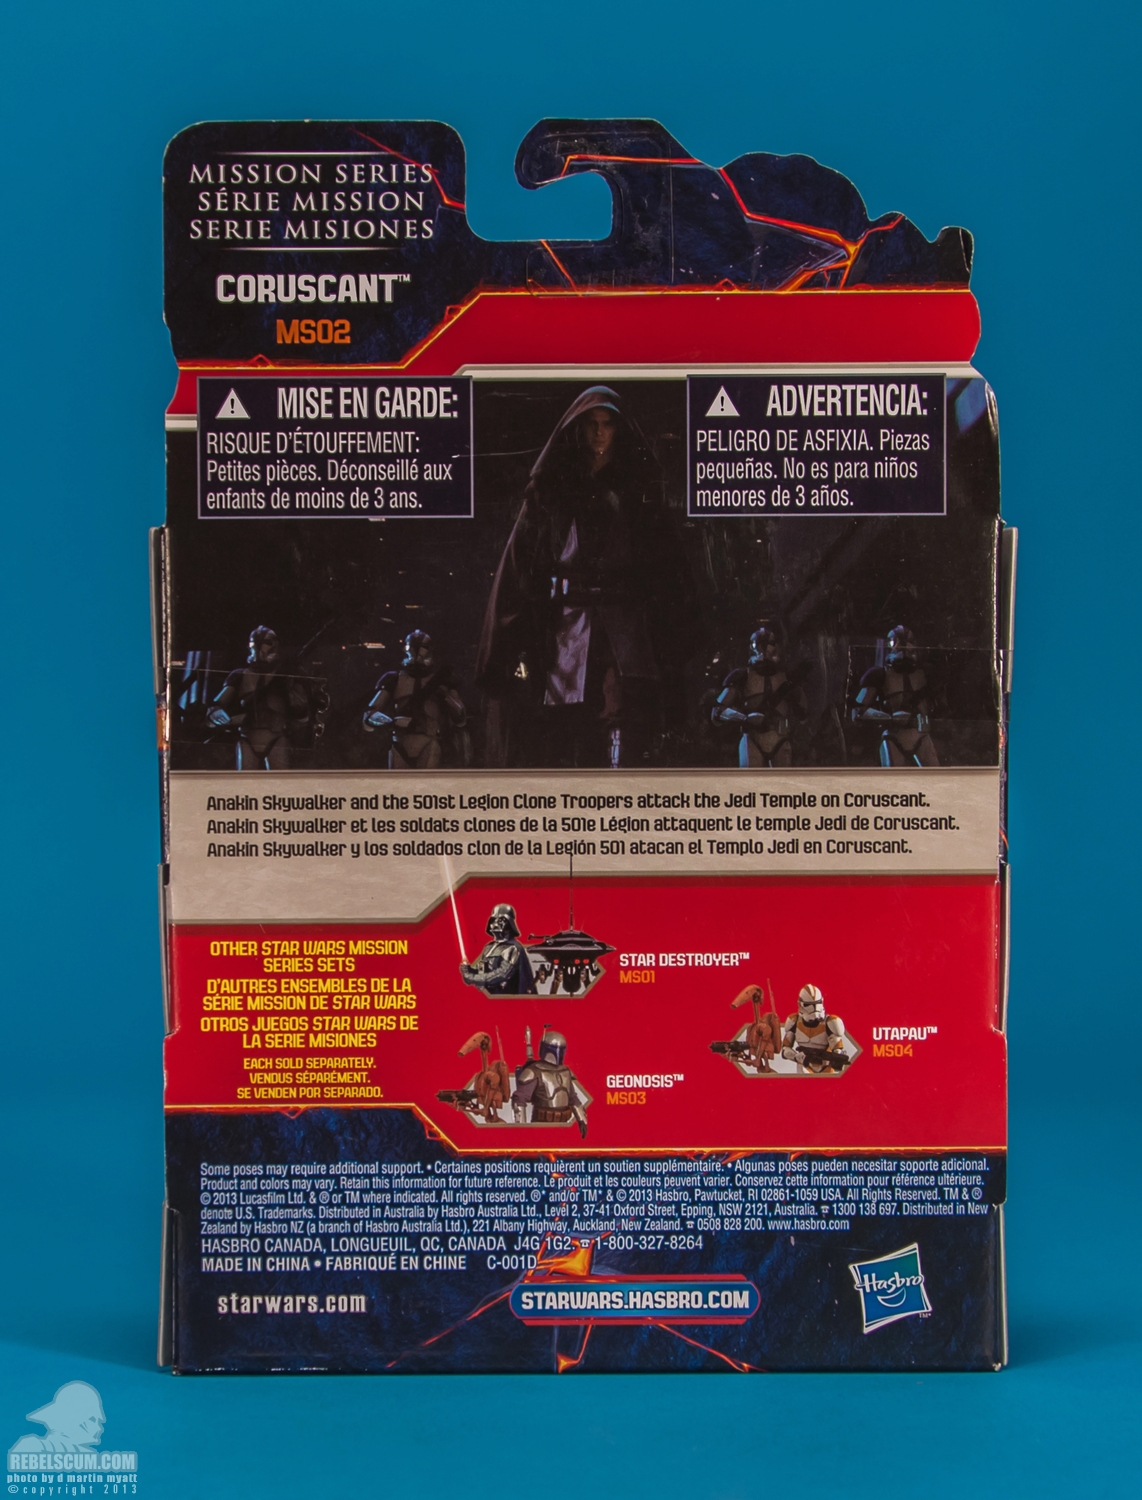 MISSION SERIES
SÉRIE MISSION
SERIE MISIONES
CORUSCANT™
MS02
MISE EN GARDE:
RISQUE D'ÉTOUFFEMENT:
Petites pièces. Déconseillé aux
enfants de moins de 3 ans.
ADVERTENCIA:
PELIGRO DE ASFIXIA. Piezas
pequeñas. No es para niños
menores de 3 años.
Anakin Skywalker and the 501st Legion Clone Troopers attack the Jedi Temple on Coruscant.
Anakin Skywalker et les soldats clones de la 501e Légion attaquent le temple Jedi de Coruscant.
Anakin Skywalker y los soldados clon de la Legión 501 atacan el Templo Jedi en Coruscant.
OTHER STAR WARS MISSION
SERIES SETS
D'AUTRES ENSEMBLES DE LA
SÉRIE MISSION DE STAR WARS
OTROS JUEGOS STAR WARS DE
LA SERIE MISIONES
EACH SOLD SEPARATELY.
VENDUS SÉPARÉMENT.
SE VENDEN POR SEPARADO.
STAR DESTROYER™
MS01
UTAPAU™
MS04
GEONOSIS™
MS03
Some poses may require additional support. • Certaines positions requièrent un soutien supplémentaire. • Algunas poses pueden necesitar soporte adicional.
Product and colors may vary. Retain this information for future reference. Le produit et les couleurs peuvent varier. Conservez cette information pour référence ultérieure.
© 2013 Lucasfilm Ltd. & ® or TM where indicated. All rights reserved. ®* and/or TM* & © 2013 Hasbro, Pawtucket, RI 02861-1059 USA. All Rights Reserved. TM & ®
denote U.S. Trademarks. Distributed in Australia by Hasbro Australia Ltd., Level 2, 37-41 Oxford Street, Epping, NSW 2121, Australia. ☎ 1300 138 697. Distributed in New
Zealand by Hasbro NZ (a branch of Hasbro Australia Ltd.), 221 Albany Highway, Auckland, New Zealand. ☎ 0508 828 200. www.hasbro.com
HASBRO CANADA, LONGUEUIL, QC, CANADA J4G 1G2. ☎ 1-800-327-8264
MADE IN CHINA • FABRIQUÉ EN CHINE C-001D
starwars.com
STARWARS.HASBRO.COM
Hasbro
TM*
REBELSCUM.COM
photo by d martin myatt
© copyright 2013